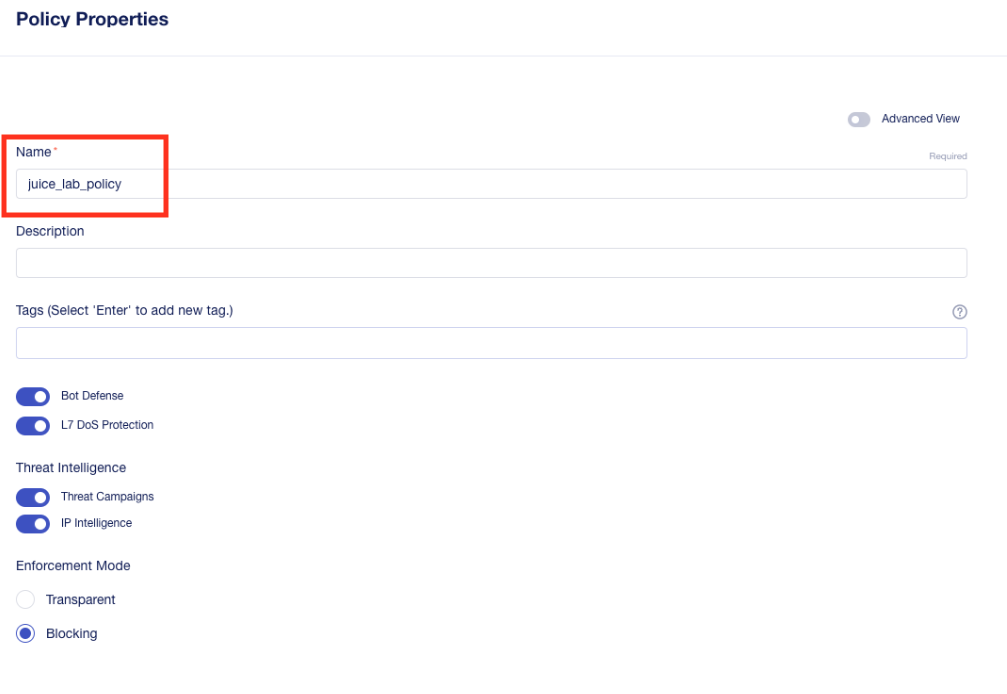 Policy Properties
Advanced View
Name*
Required
juice_lab_policy
Description
Tags (Select 'Enter' to add new tag.)
?
Bot Defense
L7 DoS Protection
Threat Intelligence
Threat Campaigns
IP Intelligence
Enforcement Mode
Transparent
Blocking